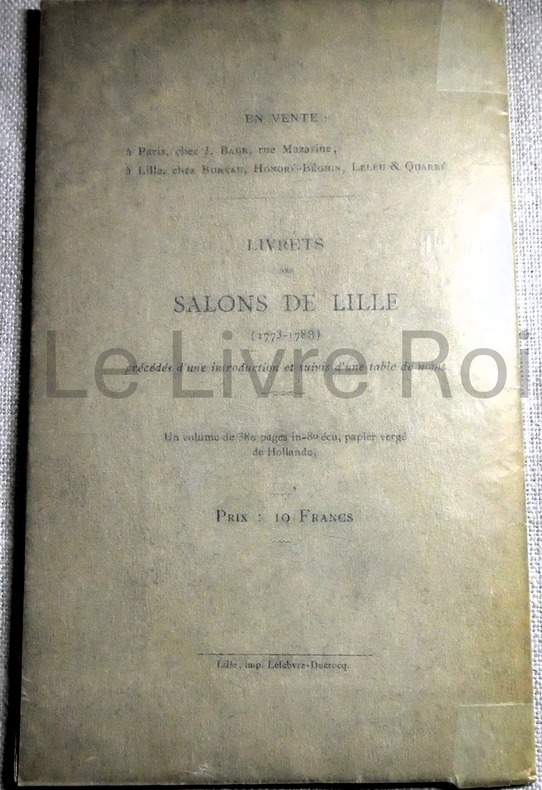 EN VENTE :
à Paris, chez J. BAUR, rue Mazarine,
à Lille, chez BUREAU, HONORÉ-BÉGHIN, LELEU & QUARRÉ
LIVRETS
DES
SALONS DE LILLE
(1773-1788)
précédés d'une introduction et suivis d'une table de noms
Le Livre Roi
Un volume de 380 pages in-8o écu, papier vergé
de Hollande,
PRIX : 10 FRANCS
Lille, imp. Lefebvre-Ducrocq.